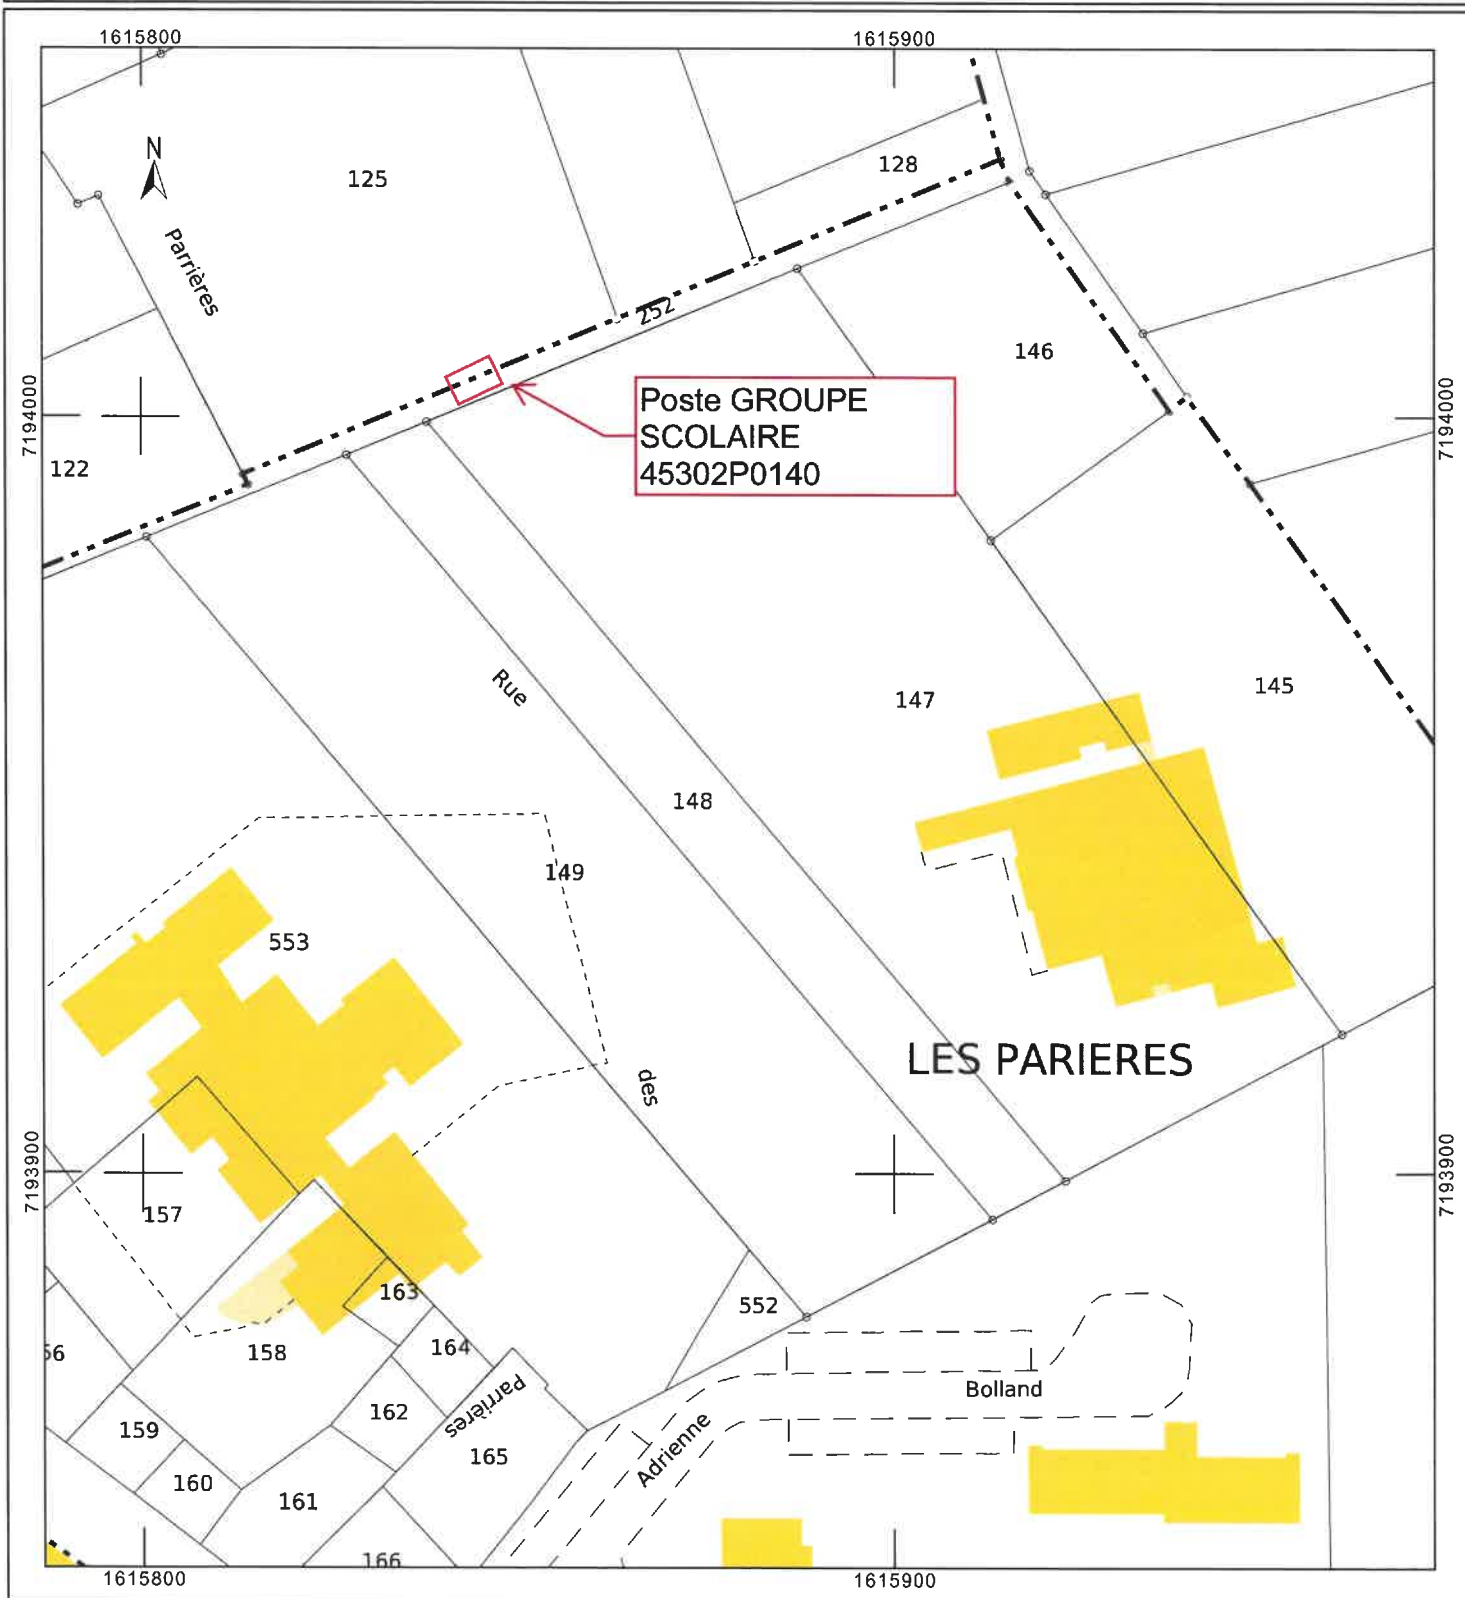 1615800
1615900
N
125
128
Parrières
252
146
7194000
7194000
Poste GROUPE
SCOLAIRE
45302P0140
122
Rue
147
145
148
149
553
LES PARIERES
des
7193900
7193900
157
163
552
56
158
164
Bolland
Parrières
162
159
Adrienne
165
160
161
166
1615800
1615900